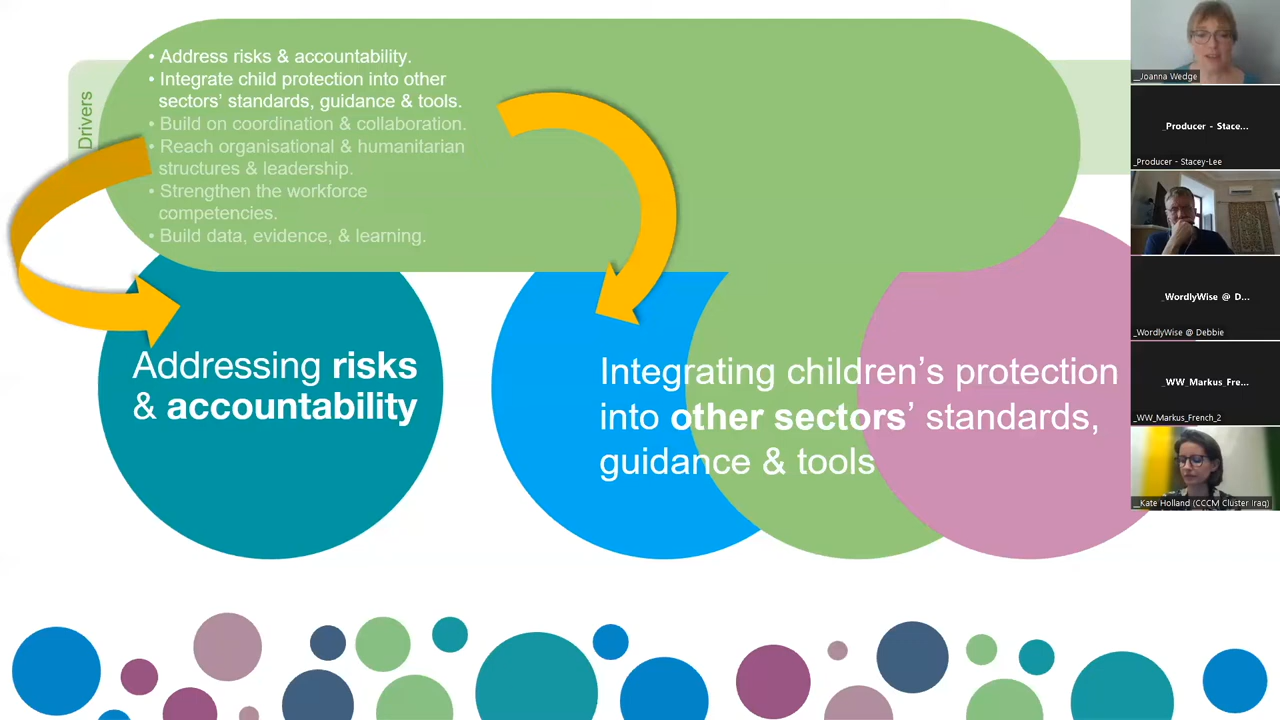 Drivers
• Address risks & accountability.
• Integrate child protection into other
sectors’ standards, guidance & tools.
• Build on coordination & collaboration.
• Reach organisational & humanitarian
structures & leadership.
• Strengthen the workforce
competencies.
• Build data, evidence, & learning.
Addressing risks
& accountability
Integrating children’s protection
into other sectors’ standards,
guidance & tools
_Joanna Wedge
_Producer - Stace...
_Producer - Stacey-Lee
_WordlyWise @ D...
_WordlyWise @ Debbie
_WW_Markus_Fre...
_WW_Markus_French_2
_Kate Holland (CCCM Cluster Iraq)